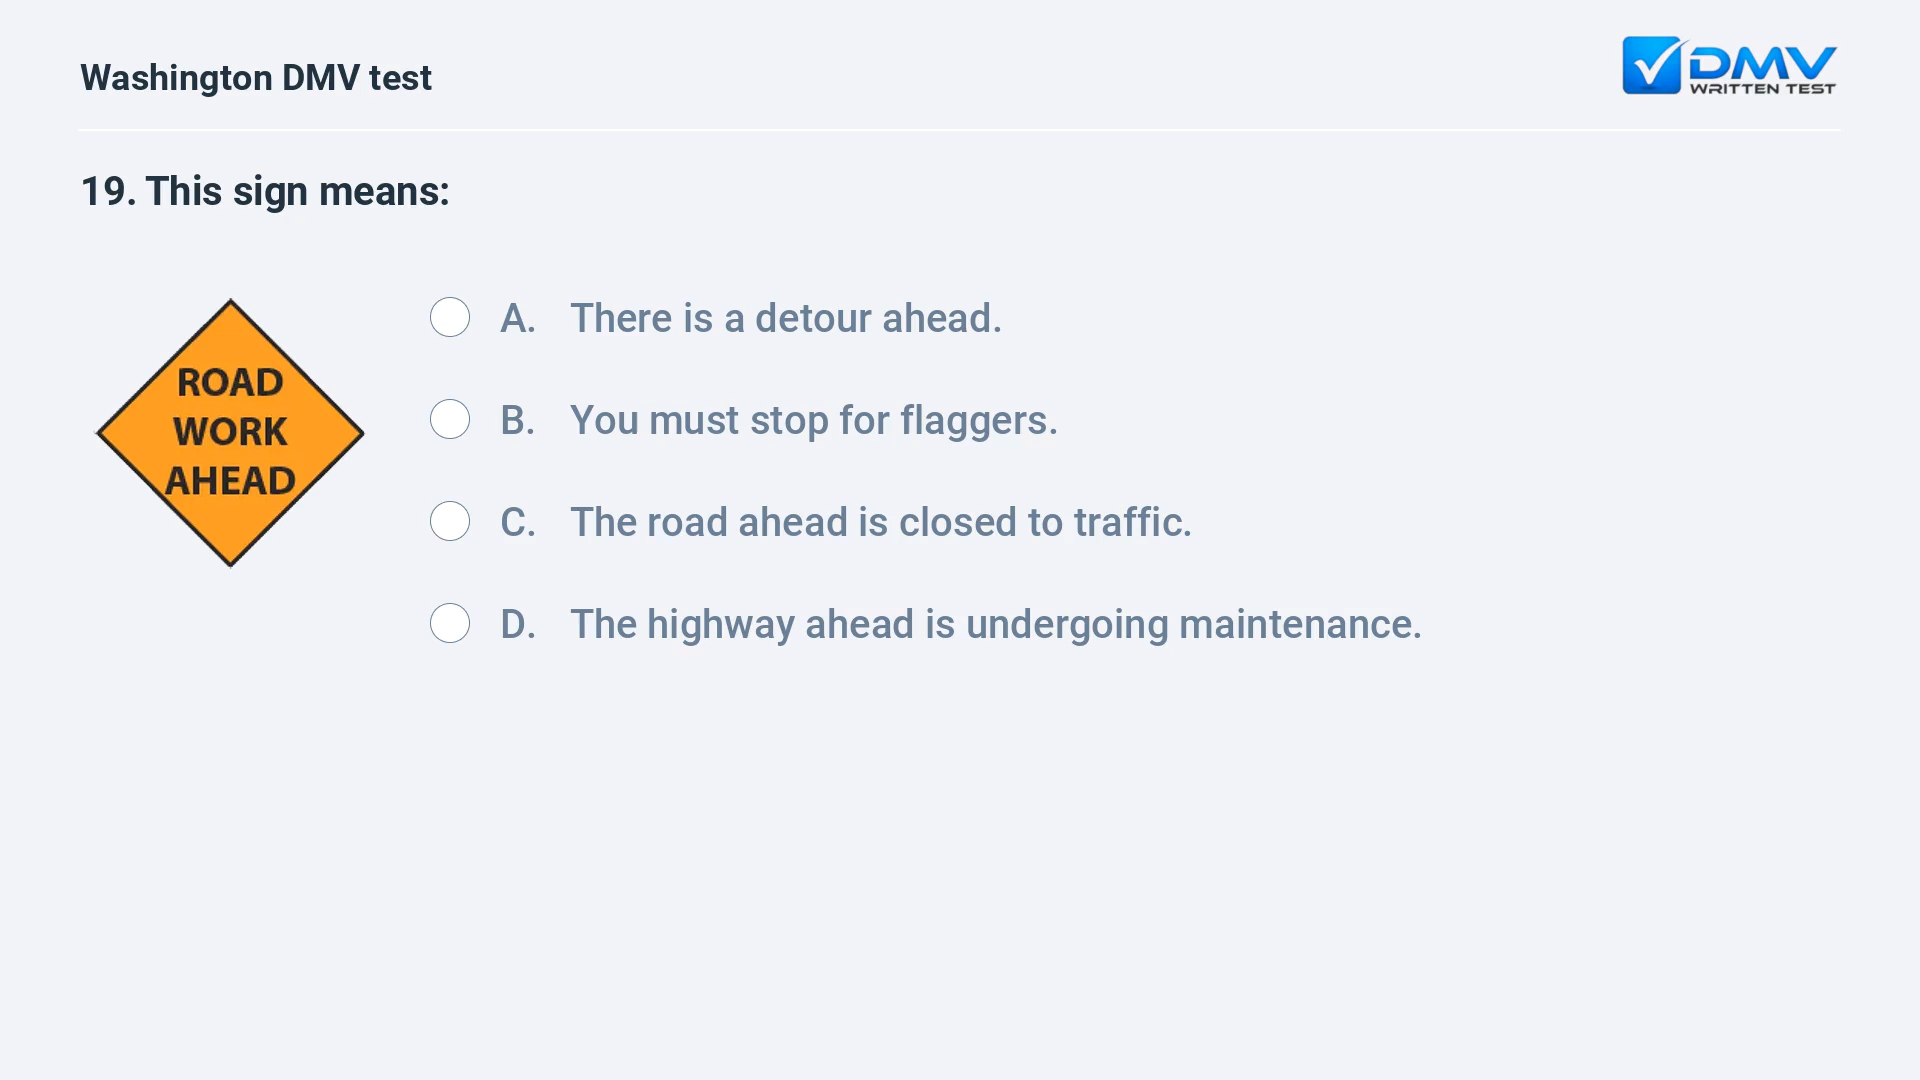 Washington DMV test
DMV
WRITTEN TEST
19. This sign means:
ROAD
WORK
AHEAD
A. There is a detour ahead.
B. You must stop for flaggers.
C. The road ahead is closed to traffic.
D. The highway ahead is undergoing maintenance.